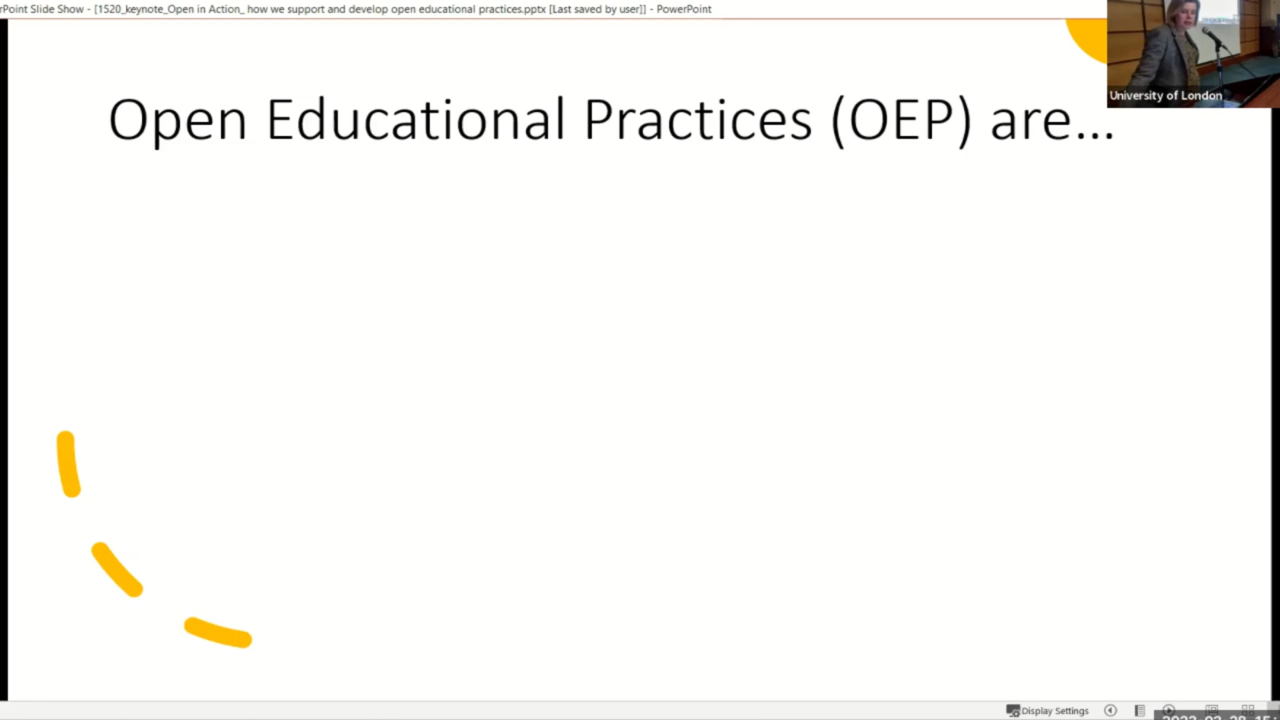 rPoint Slide Show - [1520_keynote_Open in Action_ how we support and develop open educational practices.pptx [Last saved by user]] - PowerPoint
University of London
Open Educational Practices (OEP) are...
Display Settings